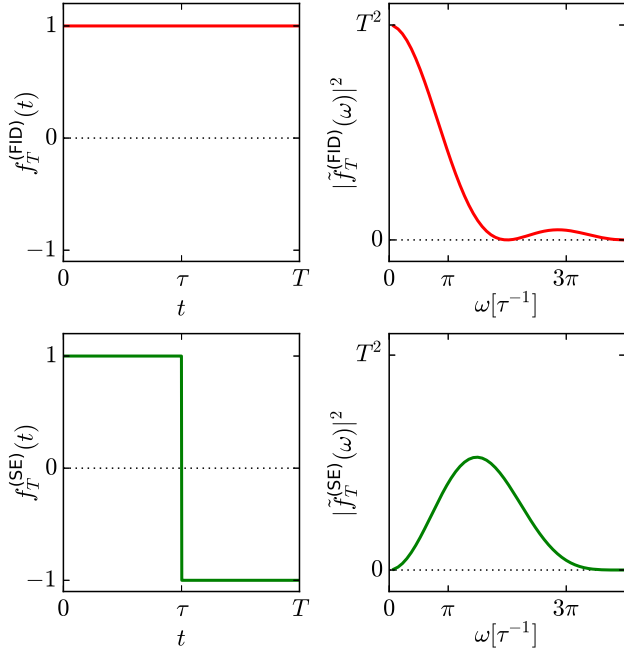 1
0
−1
f_T^(FID)(t)
0 τ T
t
T²
0
|f̃_T^(FID)(ω)|²
0 π 3π
ω[τ⁻¹]
1
0
−1
f_T^(SE)(t)
0 τ T
t
T²
0
|f̃_T^(SE)(ω)|²
0 π 3π
ω[τ⁻¹]